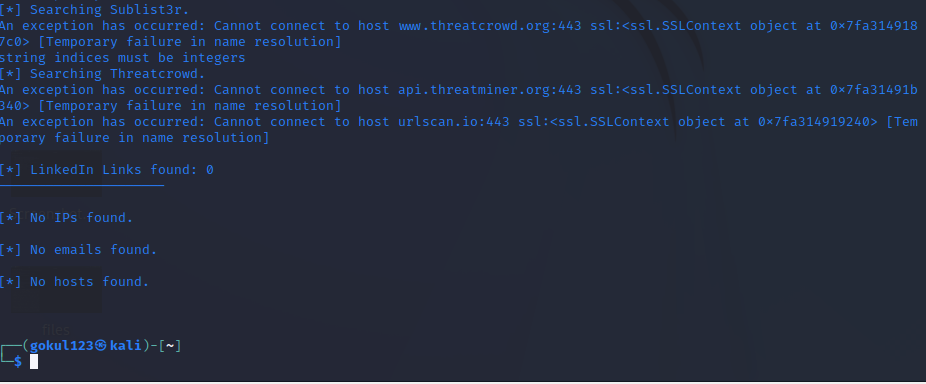 [*] Searching Sublist3r.
An exception has occurred: Cannot connect to host www.threatcrowd.org:443 ssl:<ssl.SSLContext object at 0×7fa314918
7c0> [Temporary failure in name resolution]
string indices must be integers
[*] Searching Threatcrowd.
An exception has occurred: Cannot connect to host api.threatminer.org:443 ssl:<ssl.SSLContext object at 0×7fa31491b
340> [Temporary failure in name resolution]
An exception has occurred: Cannot connect to host urlscan.io:443 ssl:<ssl.SSLContext object at 0×7fa314919240> [Tem
porary failure in name resolution]
[*] LinkedIn Links found: 0
---------------------
[*] No IPs found.
[*] No emails found.
[*] No hosts found.
files
┌──(gokul123㉿kali)-[~]
└─$